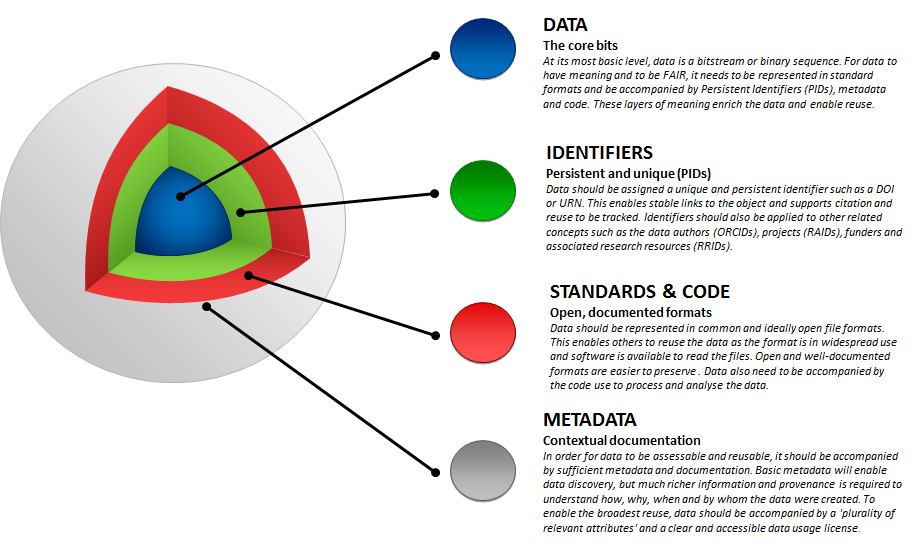 DATA
The core bits
At its most basic level, data is a bitstream or binary sequence. For data to
have meaning and to be FAIR, it needs to be represented in standard
formats and be accompanied by Persistent Identifiers (PIDs), metadata
and code. These layers of meaning enrich the data and enable reuse.
IDENTIFIERS
Persistent and unique (PIDs)
Data should be assigned a unique and persistent identifier such as a DOI
or URN. This enables stable links to the object and supports citation and
reuse to be tracked. Identifiers should also be applied to other related
concepts such as the data authors (ORCIDs), projects (RAIDs), funders and
associated research resources (RRIDs).
STANDARDS & CODE
Open, documented formats
Data should be represented in common and ideally open file formats.
This enables others to reuse the data as the format is in widespread use
and software is available to read the files. Open and well-documented
formats are easier to preserve . Data also need to be accompanied by
the code use to process and analyse the data.
METADATA
Contextual documentation
In order for data to be assessable and reusable, it should be accompanied
by sufficient metadata and documentation. Basic metadata will enable
data discovery, but much richer information and provenance is required to
understand how, why, when and by whom the data were created. To
enable the broadest reuse, data should be accompanied by a 'plurality of
relevant attributes' and a clear and accessible data usage license.